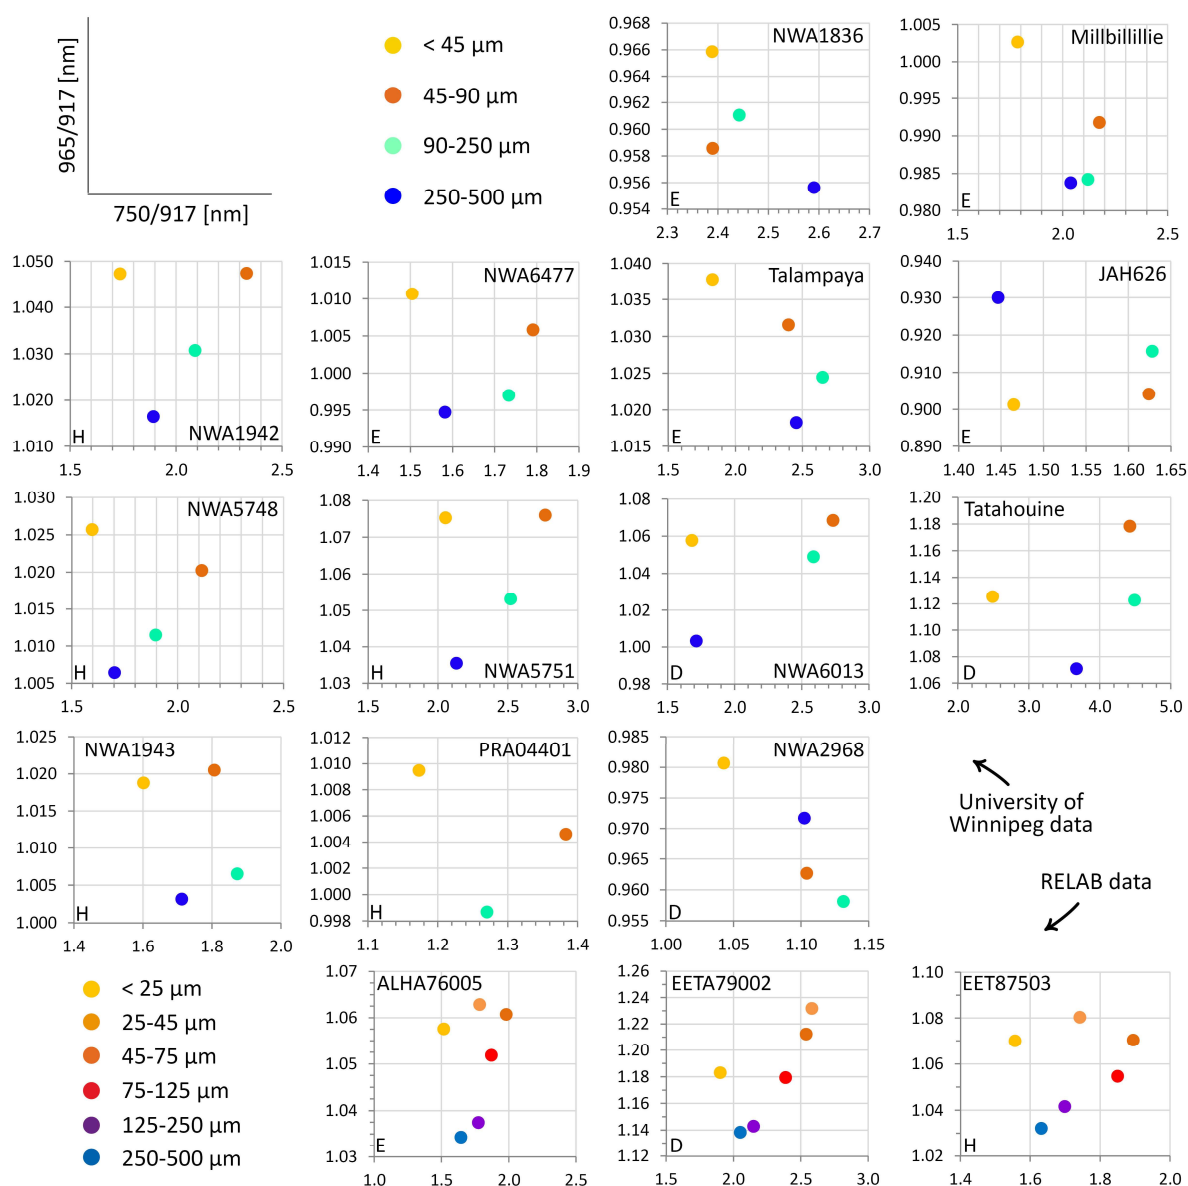 965/917 [nm]
750/917 [nm]
< 45 µm
45-90 µm
90-250 µm
250-500 µm
NWA1836
0.968
0.966
0.964
0.962
0.960
0.958
0.956
0.954
E
2.3 2.4 2.5 2.6 2.7
Millbillillie
1.005
1.000
0.995
0.990
0.985
0.980
E
1.5 2.0 2.5
1.050
1.040
1.030
1.020
1.010
H
NWA1942
1.5 2.0 2.5
NWA6477
1.015
1.010
1.005
1.000
0.995
0.990
E
1.4 1.5 1.6 1.7 1.8 1.9
Talampaya
1.040
1.035
1.030
1.025
1.020
1.015
E
1.5 2.0 2.5 3.0
JAH626
0.940
0.930
0.920
0.910
0.900
0.890
E
1.40 1.45 1.50 1.55 1.60 1.65
NWA5748
1.030
1.025
1.020
1.015
1.010
1.005
H
1.5 2.0 2.5
1.08
1.07
1.06
1.05
1.04
1.03
H
NWA5751
1.5 2.0 2.5 3.0
1.08
1.06
1.04
1.02
1.00
0.98
D
NWA6013
1.5 2.0 2.5 3.0
Tatahouine
1.20
1.18
1.16
1.14
1.12
1.10
1.08
1.06
D
2.0 3.0 4.0 5.0
NWA1943
1.025
1.020
1.015
1.010
1.005
1.000
H
1.4 1.6 1.8 2.0
PRA04401
1.012
1.010
1.008
1.006
1.004
1.002
1.000
0.998
H
1.1 1.2 1.3 1.4
NWA2968
0.985
0.980
0.975
0.970
0.965
0.960
0.955
D
1.00 1.05 1.10 1.15
University of
Winnipeg data
RELAB data
< 25 µm
25-45 µm
45-75 µm
75-125 µm
125-250 µm
250-500 µm
ALHA76005
1.07
1.06
1.05
1.04
1.03
E
1.0 1.5 2.0 2.5
EETA79002
1.26
1.24
1.22
1.20
1.18
1.16
1.14
1.12
D
1.5 2.0 2.5 3.0
EET87503
1.10
1.08
1.06
1.04
1.02
H
1.4 1.6 1.8 2.0